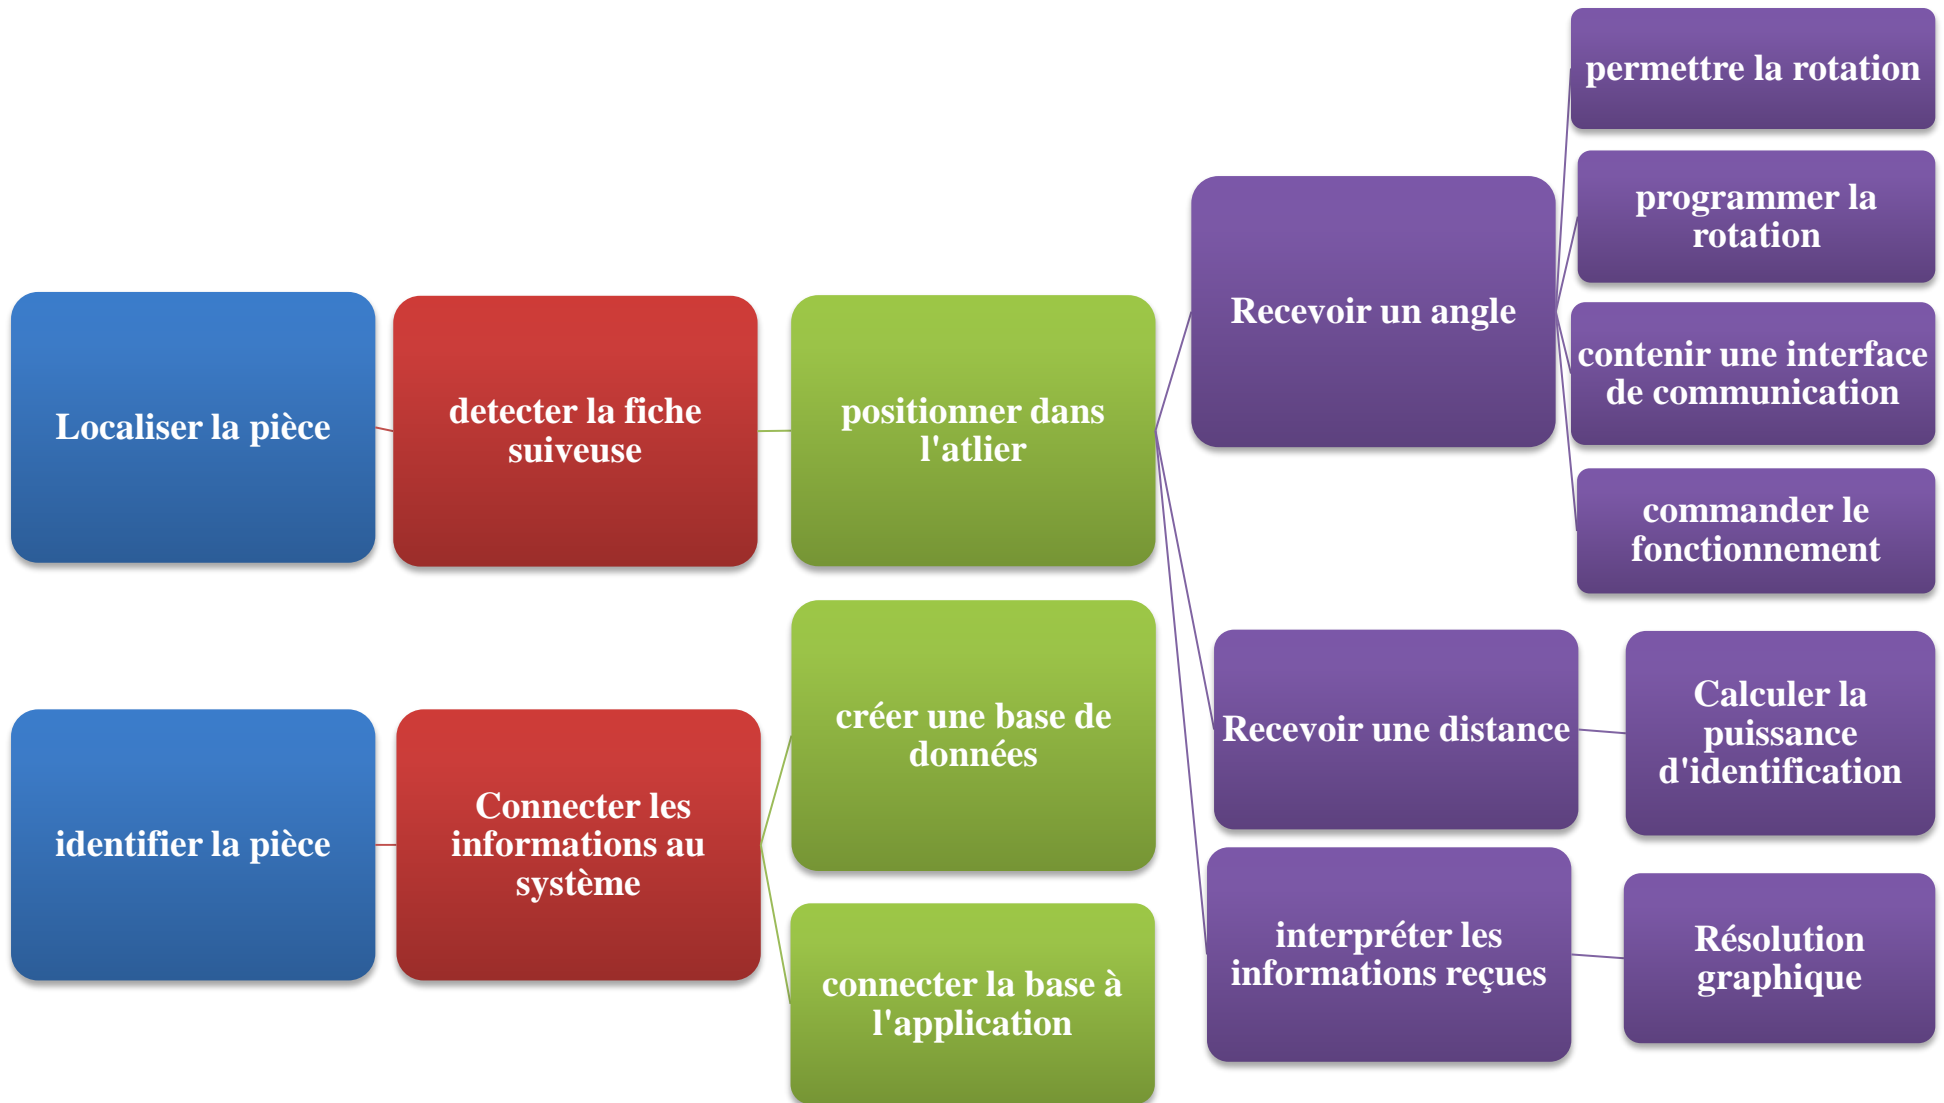 Localiser la pièce
detecter la fiche
suiveuse
positionner dans
l'atlier
Recevoir un angle
permettre la rotation
programmer la
rotation
contenir une interface
de communication
commander le
fonctionnement
Recevoir une distance
Calculer la
puissance
d'identification
interpréter les
informations reçues
Résolution
graphique
identifier la pièce
Connecter les
informations au
système
créer une base de
données
connecter la base à
l'application